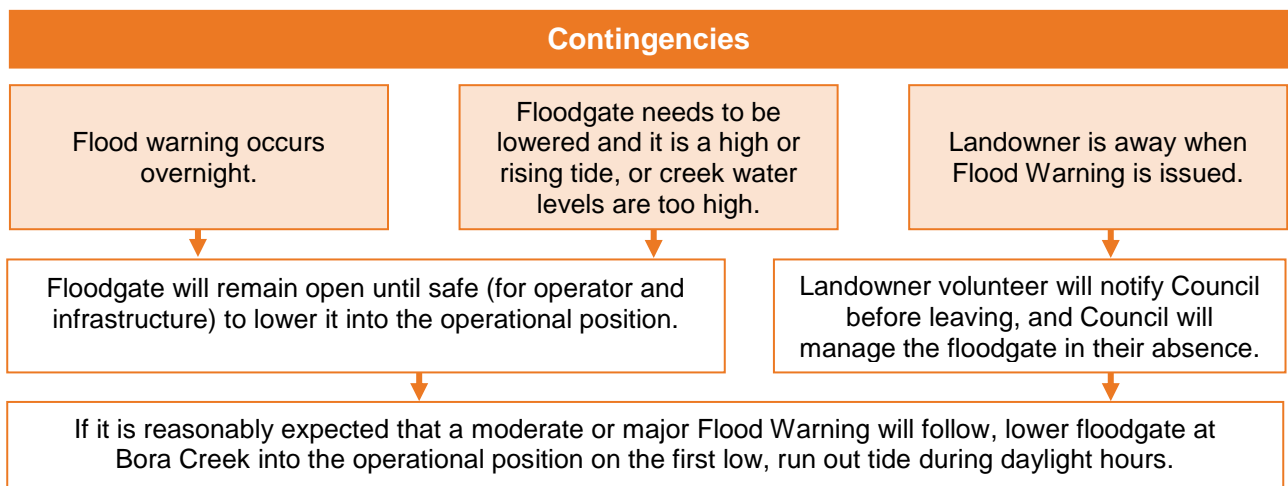 Contingencies
Flood warning occurs
overnight.
Floodgate needs to be
lowered and it is a high or
rising tide, or creek water
levels are too high.
Landowner is away when
Flood Warning is issued.
Floodgate will remain open until safe (for operator and
infrastructure) to lower it into the operational position.
Landowner volunteer will notify Council
before leaving, and Council will
manage the floodgate in their absence.
If it is reasonably expected that a moderate or major Flood Warning will follow, lower floodgate at
Bora Creek into the operational position on the first low, run out tide during daylight hours.